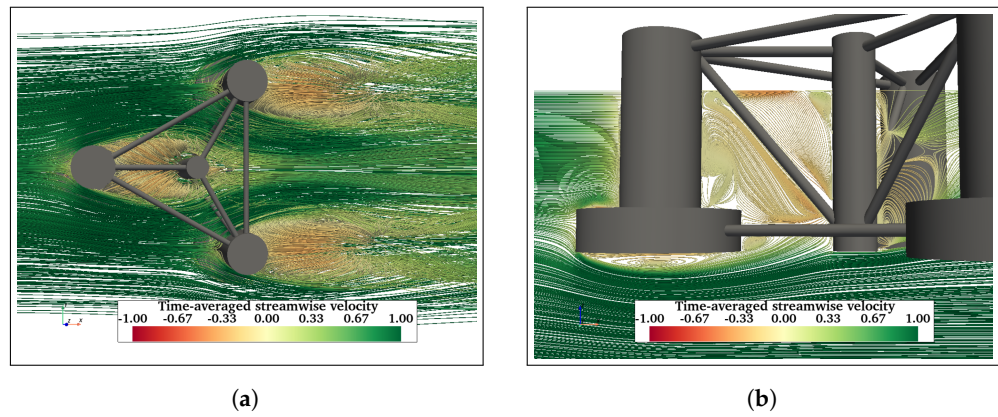 Time-averaged streamwise velocity
-1.00 -0.67 -0.33 0.00 0.33 0.67 1.00
z x
Time-averaged streamwise velocity
-1.00 -0.67 -0.33 0.00 0.33 0.67 1.00
(a) (b)